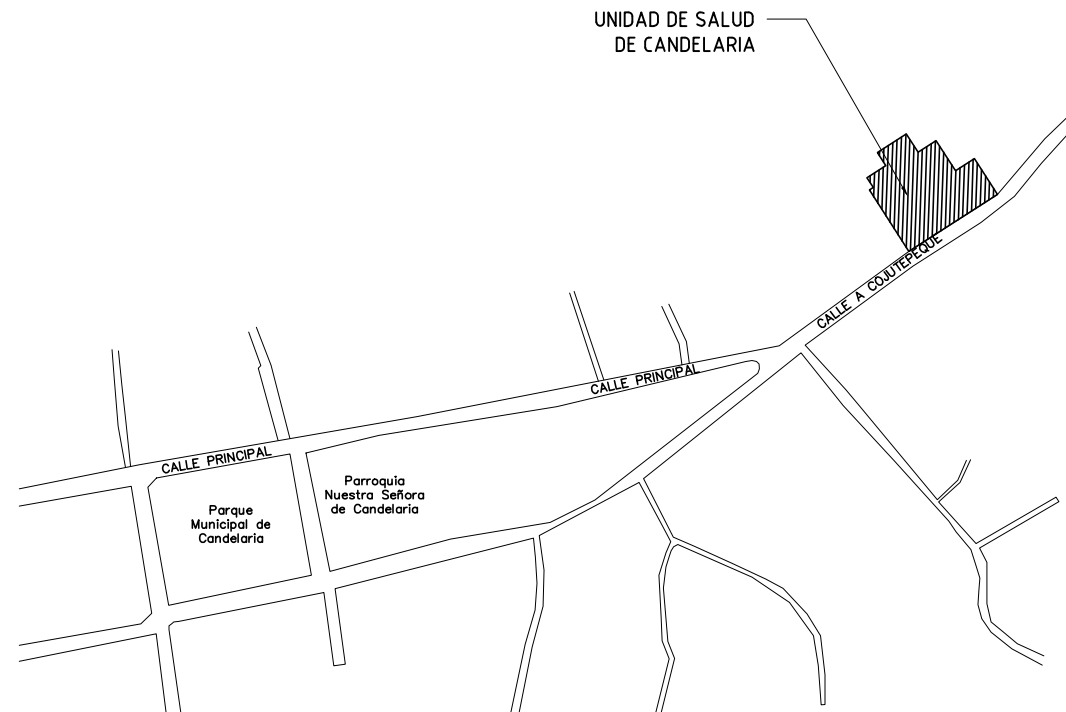 UNIDAD DE SALUD
DE CANDELARIA
CALLE A COJUTEPEQUE
CALLE PRINCIPAL
CALLE PRINCIPAL
Parroquia
Nuestra Señora
de Candelaria
Parque
Municipal de
Candelaria